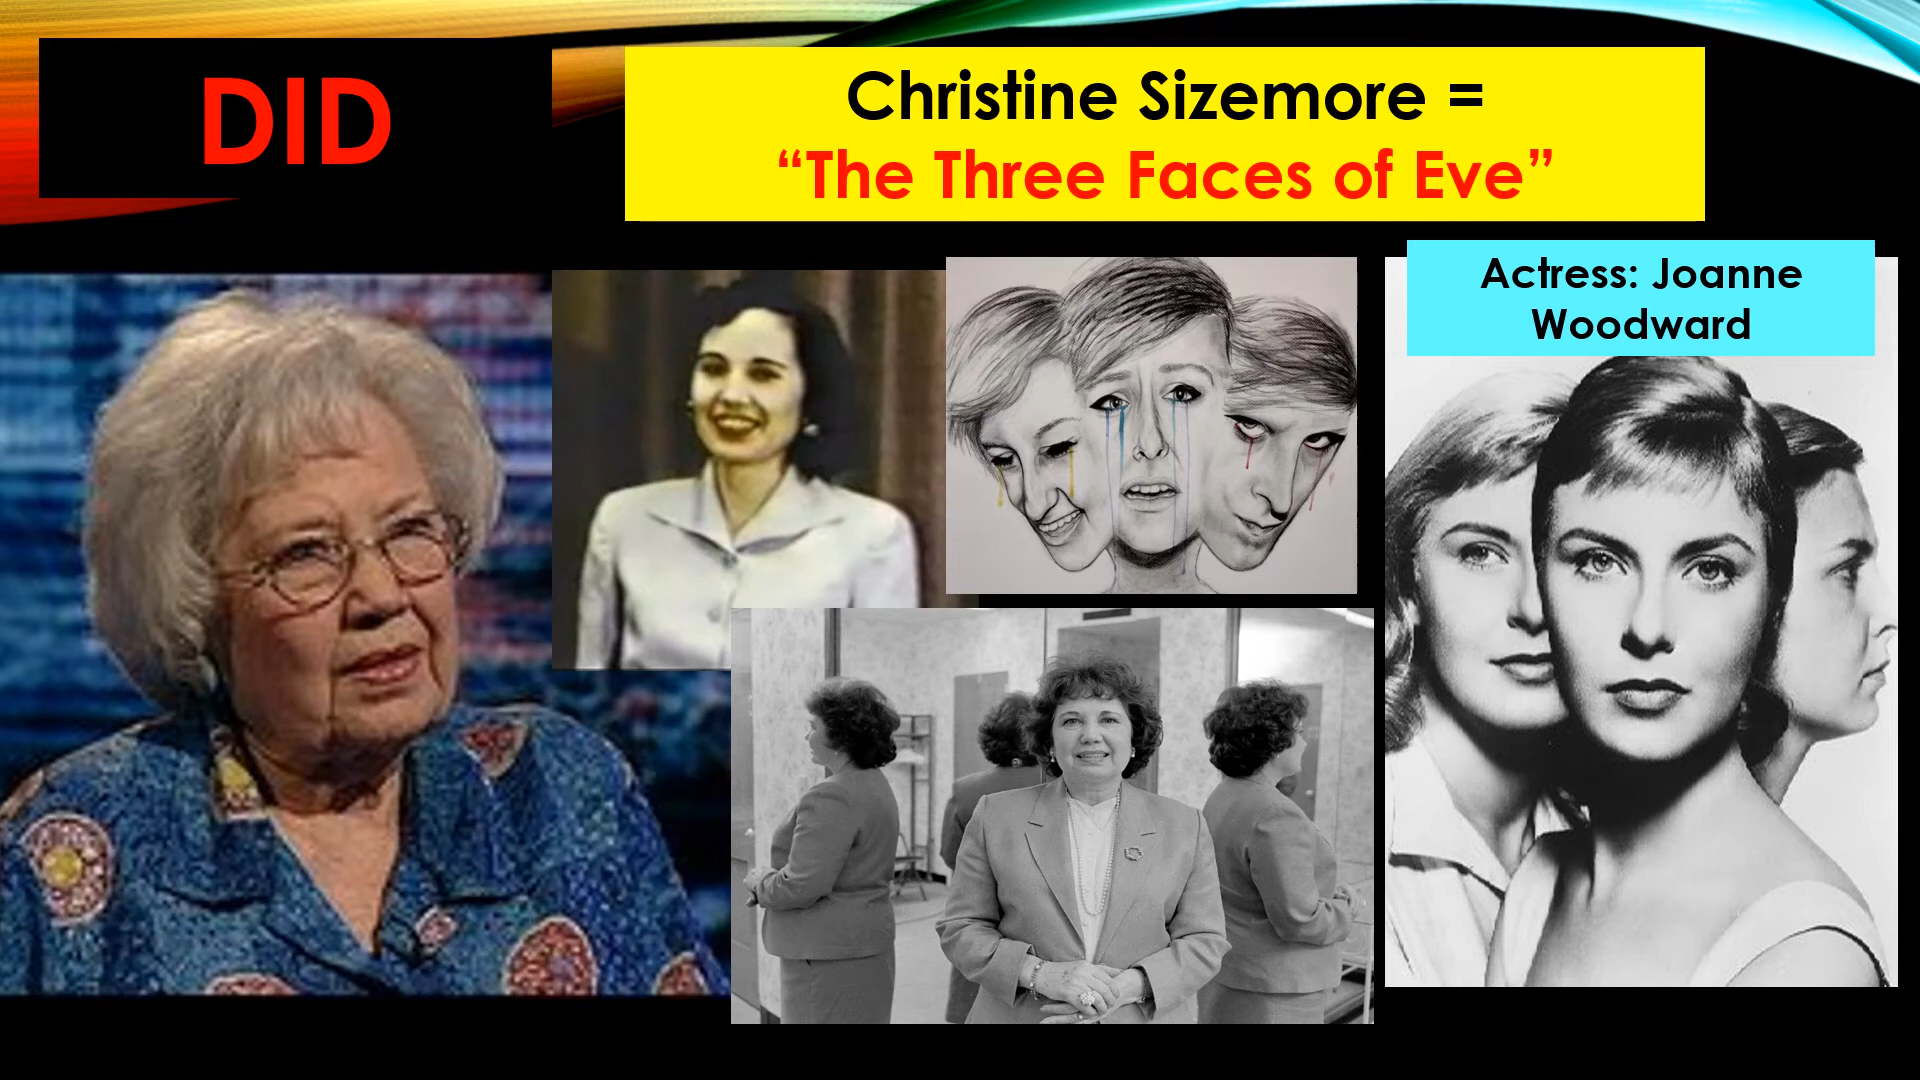 DID
Christine Sizemore =
“The Three Faces of Eve”
Actress: Joanne
Woodward